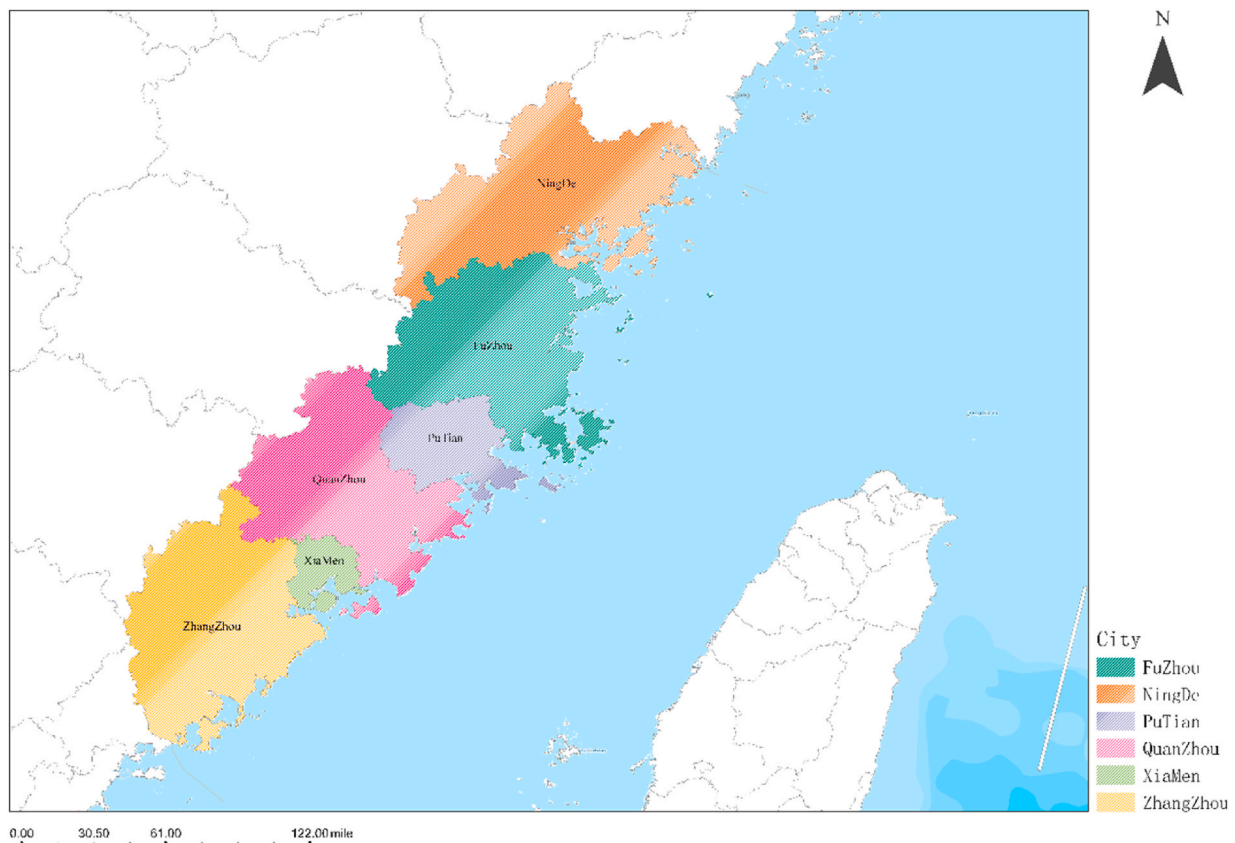 N
NingDe
FuZhou
PuTian
QuanZhou
XiaMen
ZhangZhou
City
FuZhou
NingDe
PuTian
QuanZhou
XiaMen
ZhangZhou
0.00 30.50 61.00 122.00 mile